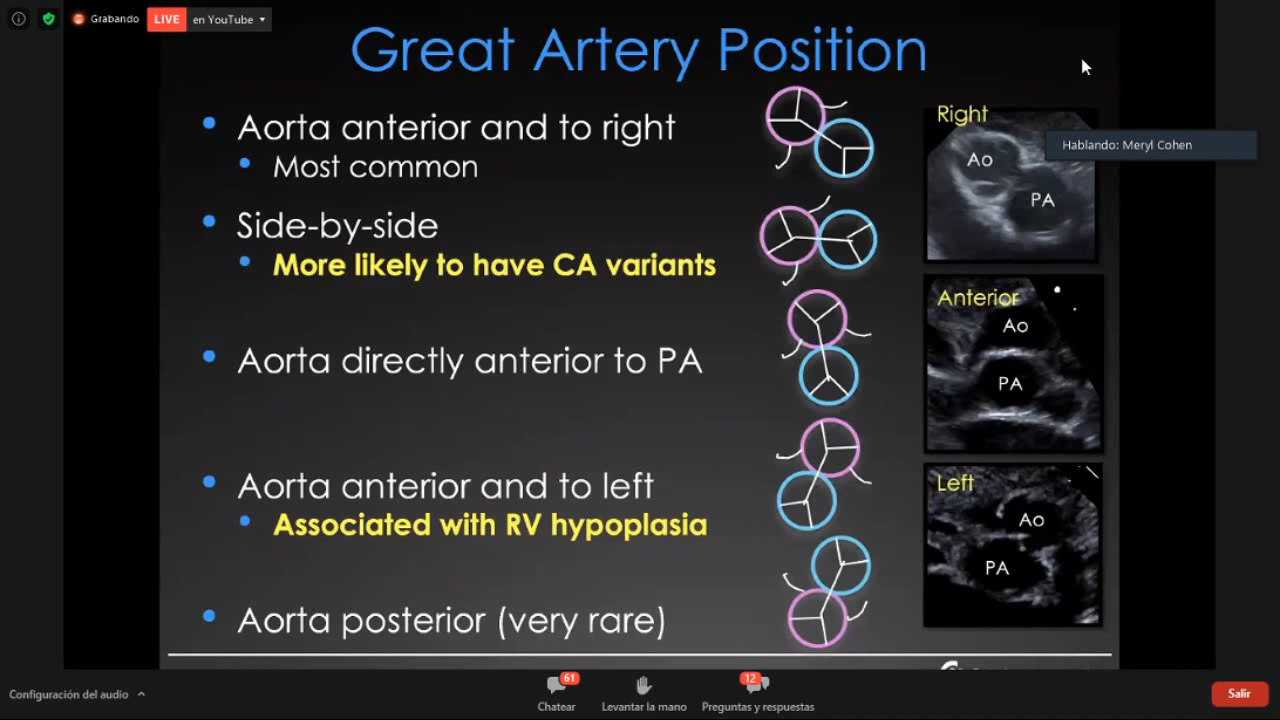 Grabando
LIVE
en YouTube
Great Artery Position
Aorta anterior and to right
Most common
Side-by-side
More likely to have CA variants
Aorta directly anterior to PA
Aorta anterior and to left
Associated with RV hypoplasia
Aorta posterior (very rare)
Right
Hablando: Meryl Cohen
Ao
PA
Anterior
Ao
PA
Left
Ao
PA
Configuración del audio
61
Chatear
Levantar la mano
12
Preguntas y respuestas
Salir